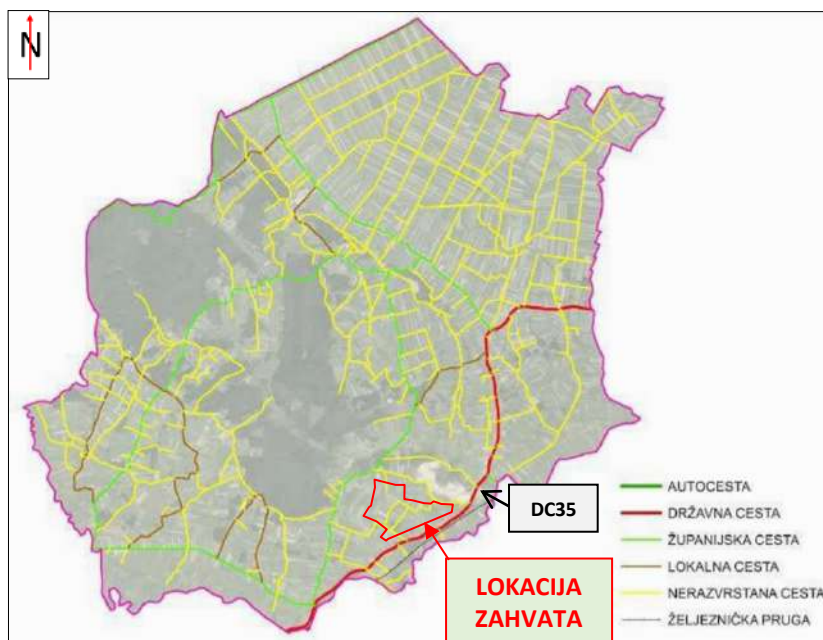 N
DC35
LOKACIJA
ZAHVATA
AUTOCESTA
DRŽAVNA CESTA
ŽUPANIJSKA CESTA
LOKALNA CESTA
NERAZVRSTANA CESTA
ŽELJEZNIČKA PRUGA